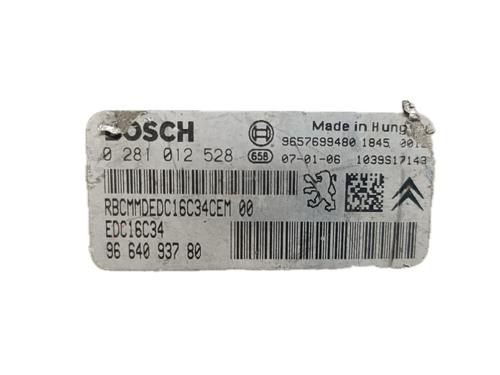 BOSCH
Made in Hung
0 281 012 528
9657699480 1845
658
07-01-06 1039S17143
RBCMMDEDC16C34CEM 00
EDC16C34
96 640 937 80